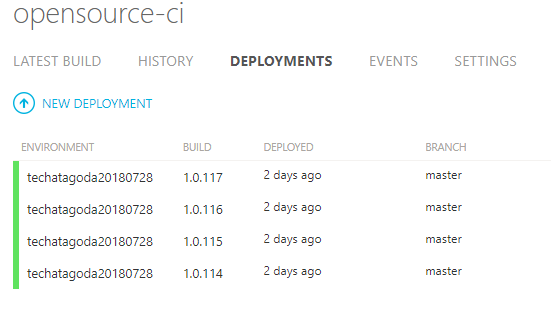 opensource-ci
LATEST BUILD HISTORY DEPLOYMENTS EVENTS SETTINGS
NEW DEPLOYMENT
ENVIRONMENT BUILD DEPLOYED BRANCH
techatagoda20180728 1.0.117 2 days ago master
techatagoda20180728 1.0.116 2 days ago master
techatagoda20180728 1.0.115 2 days ago master
techatagoda20180728 1.0.114 2 days ago master